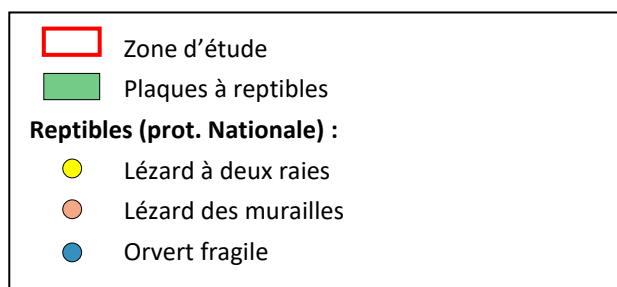 Zone d'étude
Plaques à reptibles
Reptibles (prot. Nationale) :
Lézard à deux raies
Lézard des murailles
Orvert fragile